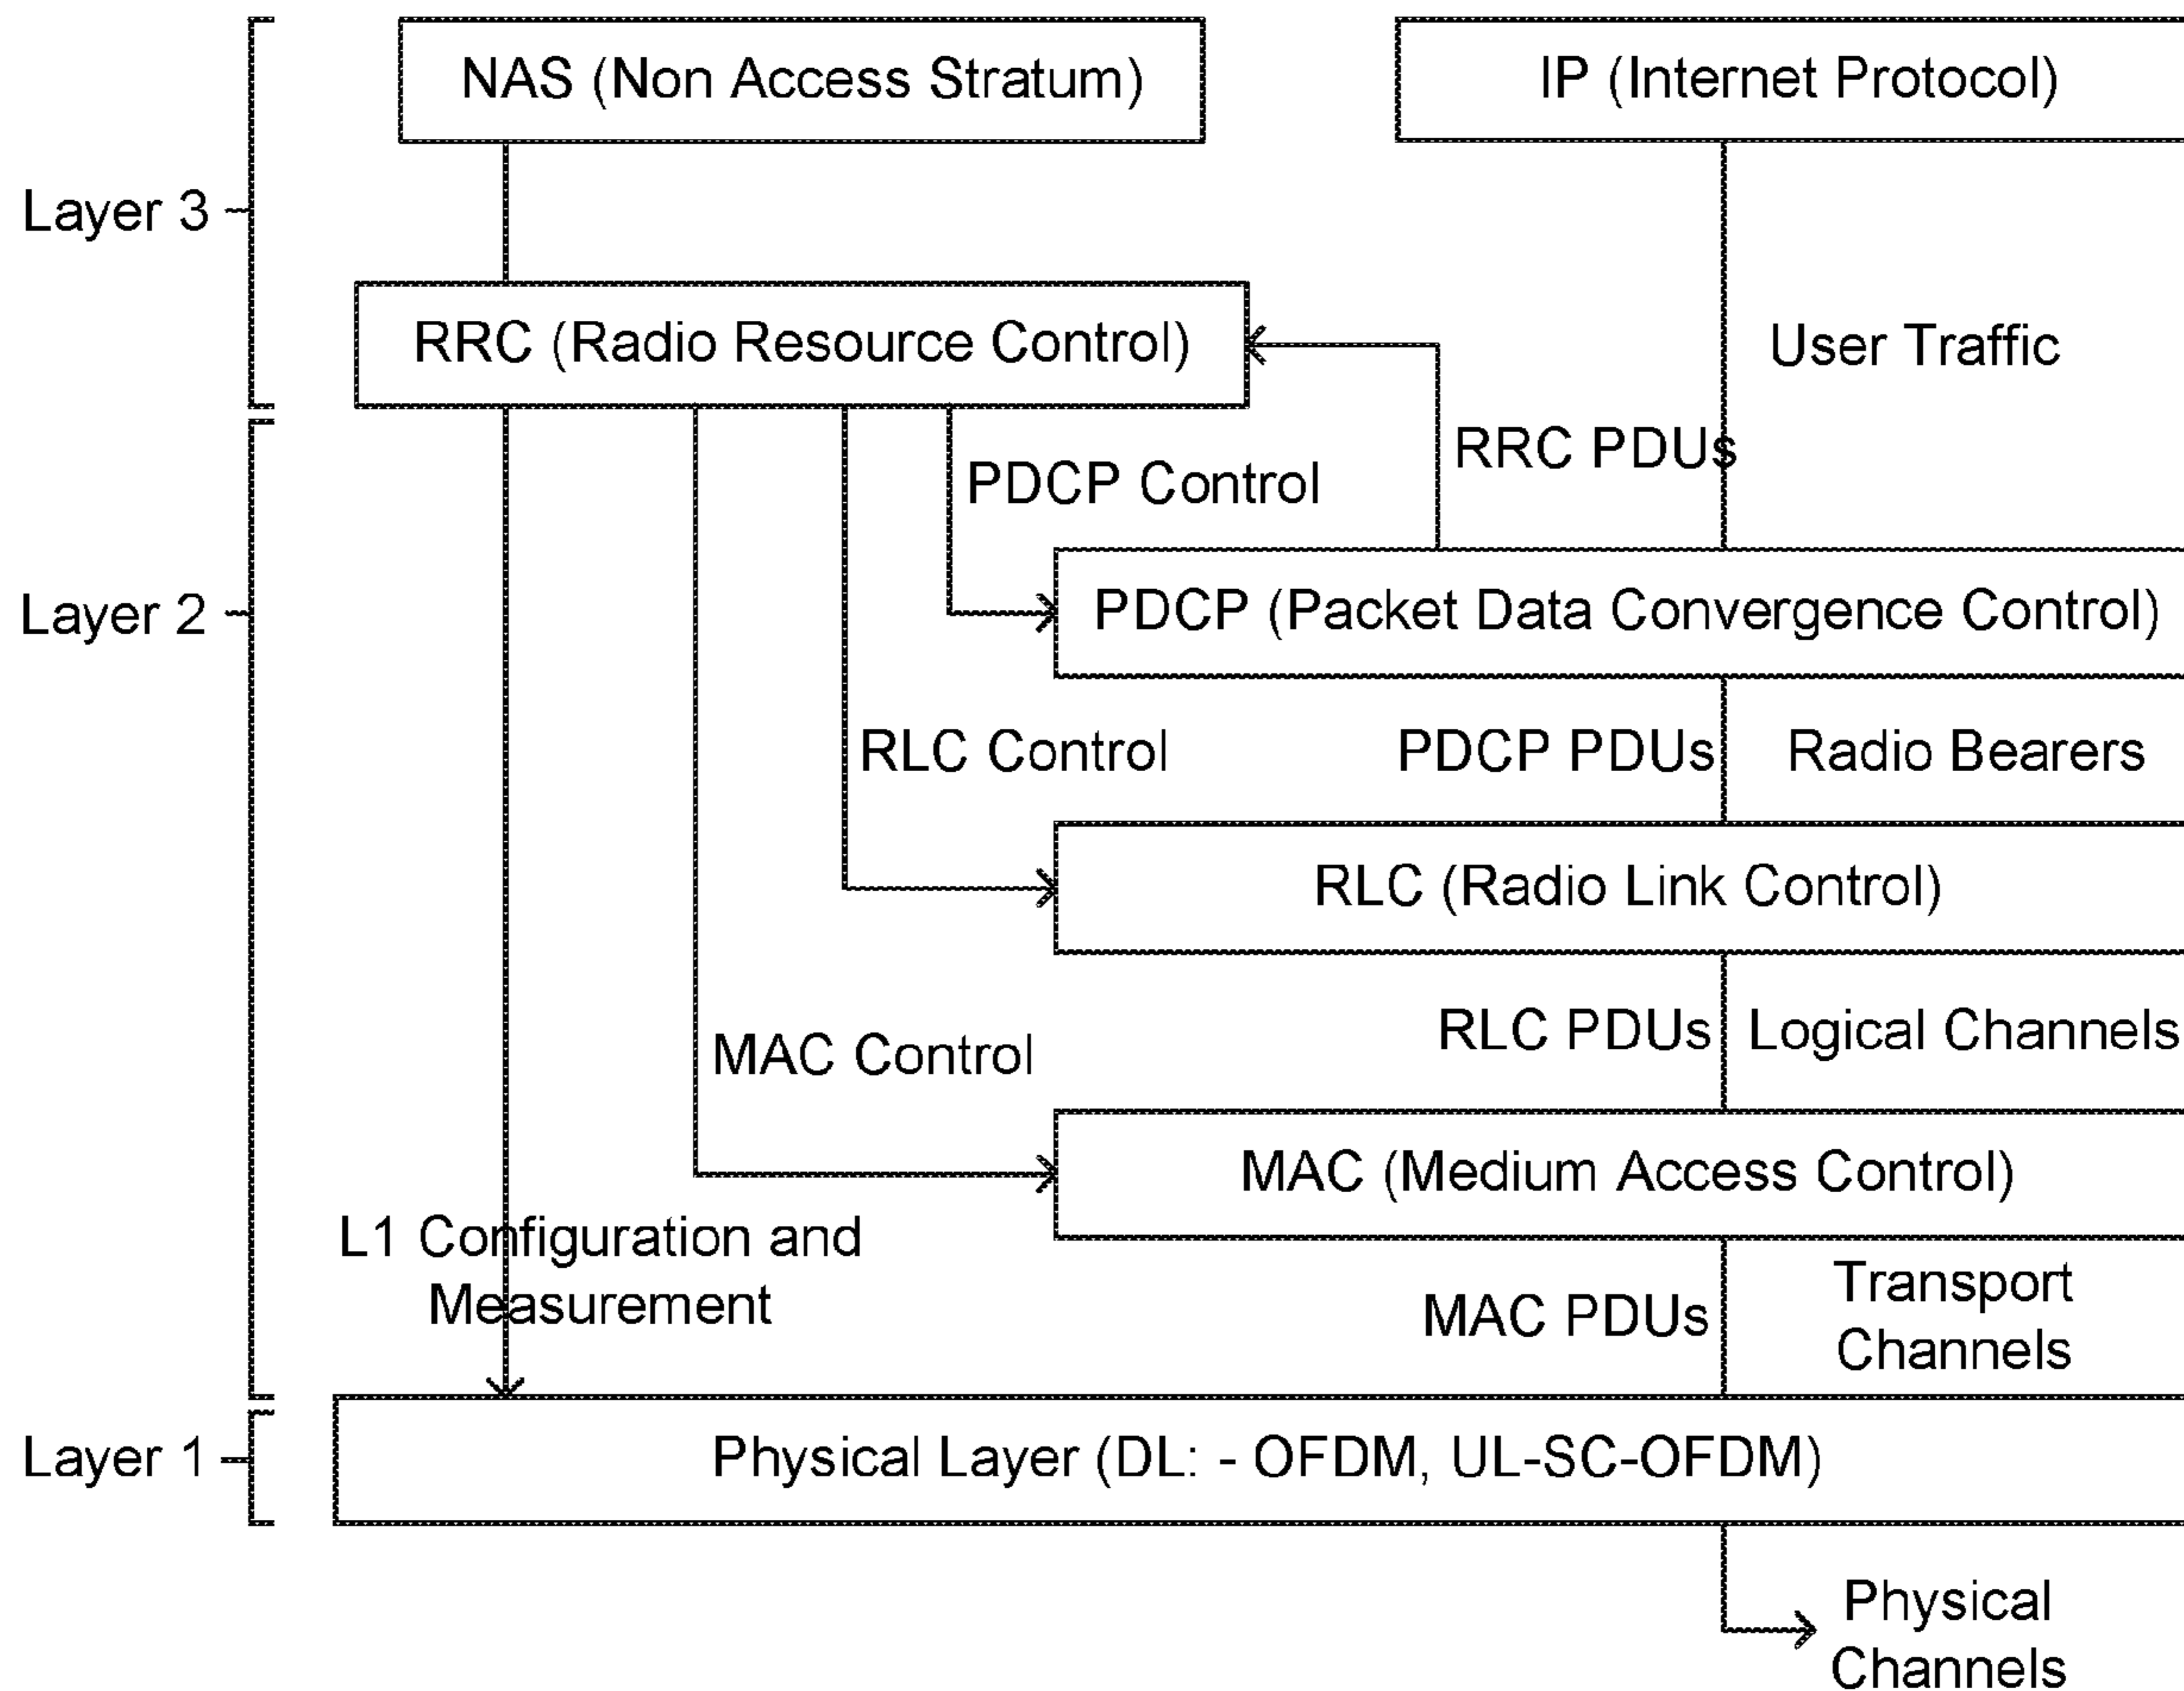 NAS (Non Access Stratum)
IP (Internet Protocol)
Layer 3
RRC (Radio Resource Control)
User Traffic
RRC PDUs
PDCP Control
Layer 2
PDCP (Packet Data Convergence Control)
RLC Control
PDCP PDUs
Radio Bearers
RLC (Radio Link Control)
MAC Control
RLC PDUs
Logical Channels
MAC (Medium Access Control)
L1 Configuration and
Measurement
MAC PDUs
Transport
Channels
Layer 1
Physical Layer (DL: - OFDM, UL-SC-OFDM)
Physical
Channels